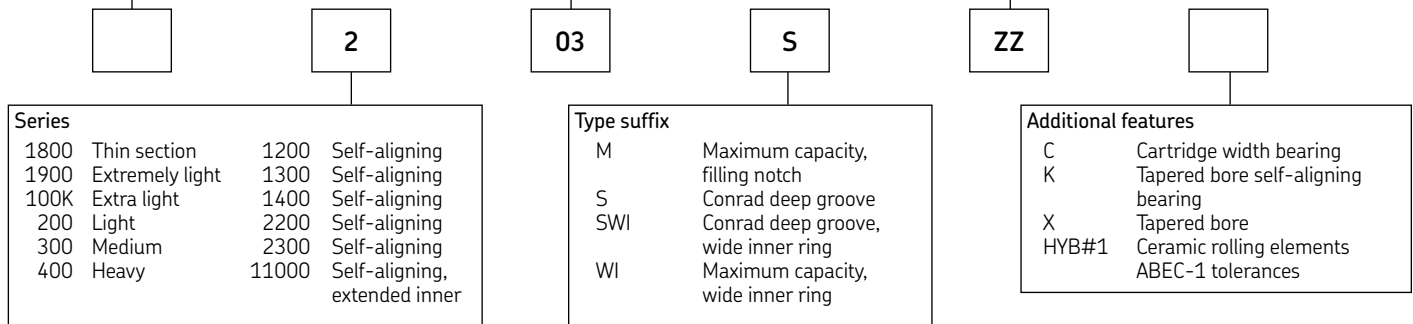 2 03 S ZZ
Series
1800 Thin section 1200 Self-aligning
1900 Extremely light 1300 Self-aligning
100K Extra light 1400 Self-aligning
200 Light 2200 Self-aligning
300 Medium 2300 Self-aligning
400 Heavy 11000 Self-aligning,
extended inner
Type suffix
M Maximum capacity,
filling notch
S Conrad deep groove
SWI Conrad deep groove,
wide inner ring
WI Maximum capacity,
wide inner ring
Additional features
C Cartridge width bearing
K Tapered bore self-aligning
bearing
X Tapered bore
HYB#1 Ceramic rolling elements
ABEC-1 tolerances